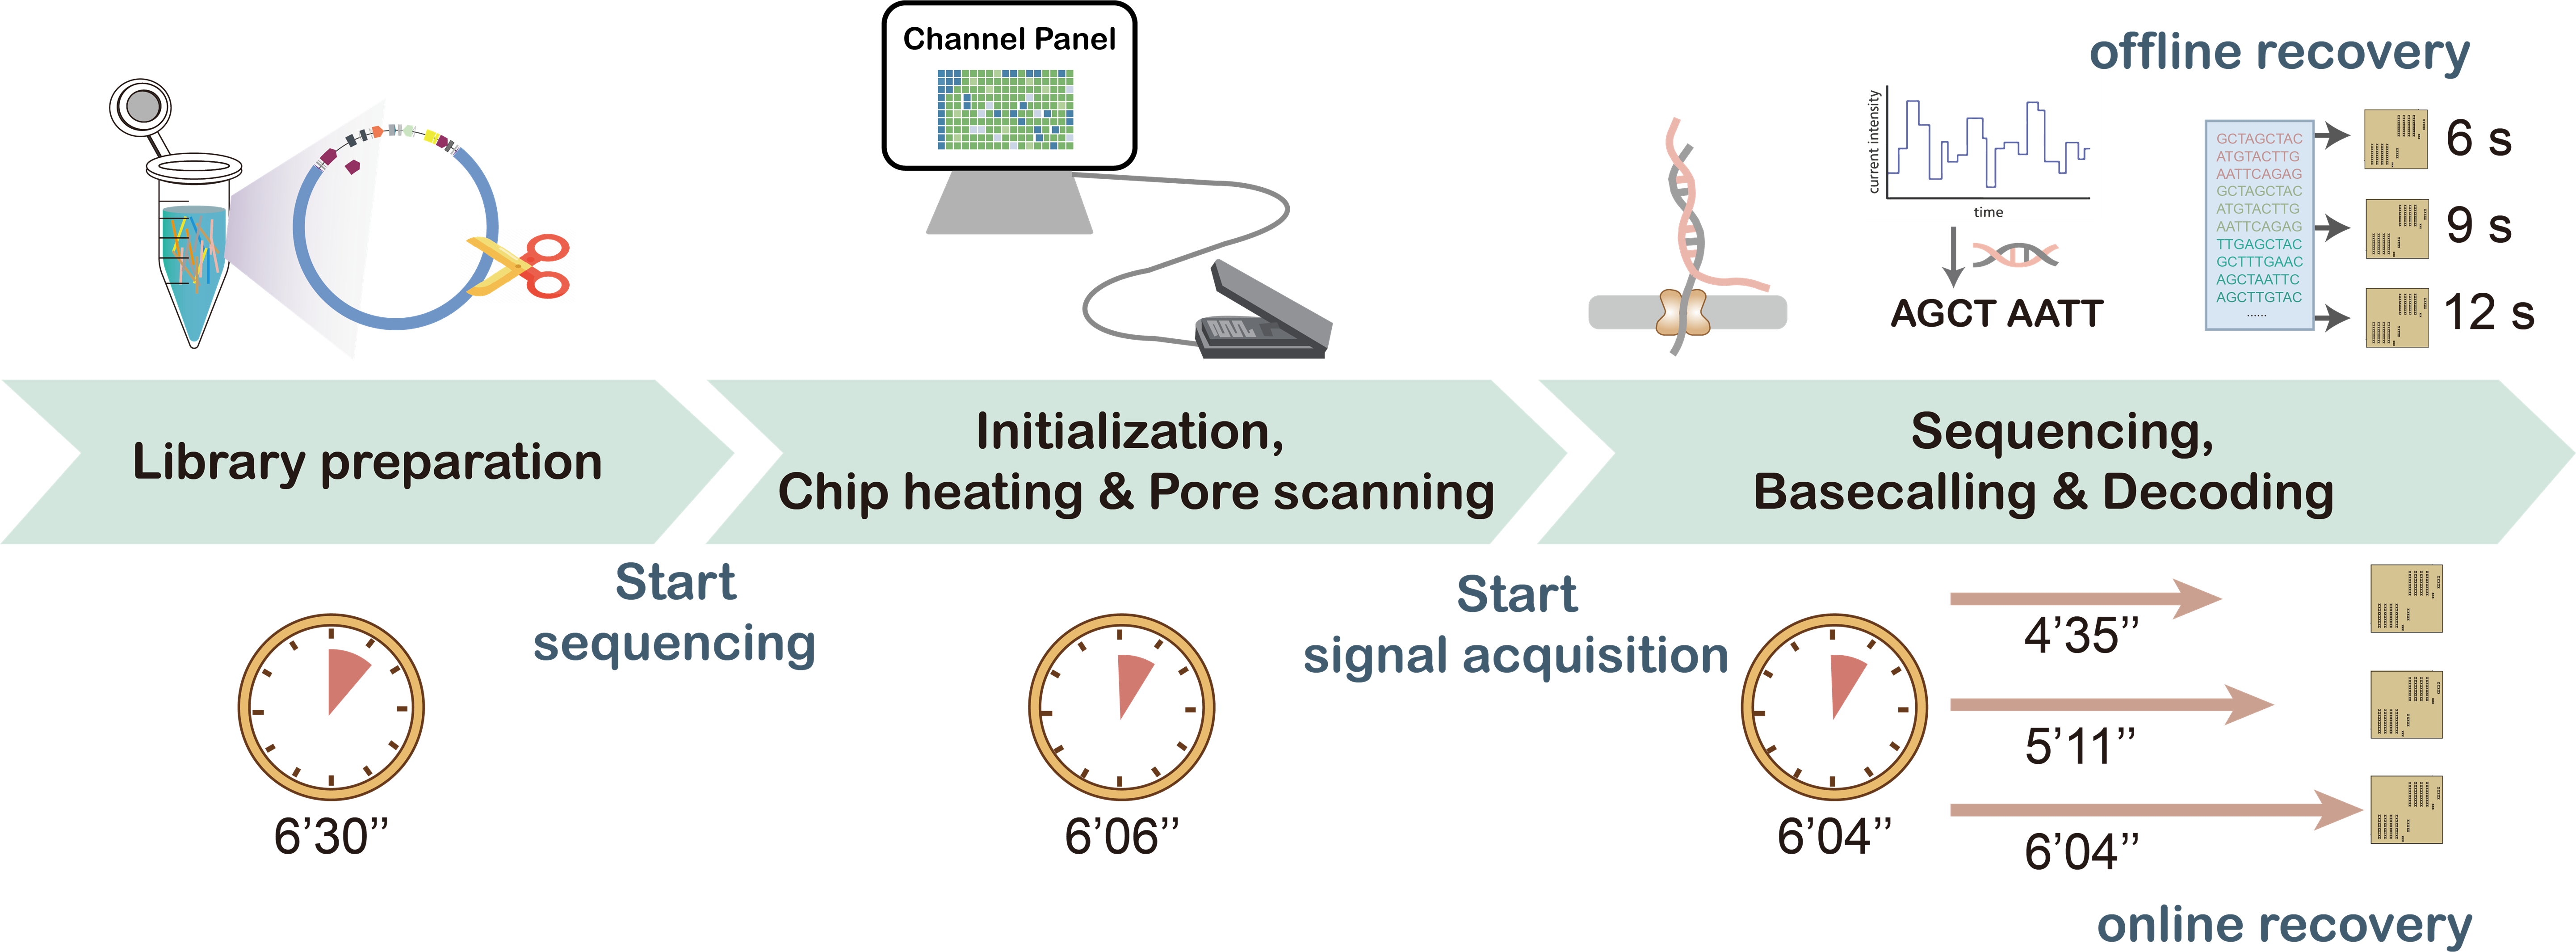 Channel Panel
current intensity
time
AGCT AATT
offline recovery
GCTAGCTAC
ATGTACTTG
AATTCAGAG
GCTAGCTAC
ATGTACTTG
AATTCAGAG
TTGAGCTAC
GCTTTGAAC
AGCTAATTC
AGCTTGTAC
......
6 s
9 s
12 s
Library preparation
Initialization,
Chip heating & Pore scanning
Sequencing,
Basecalling & Decoding
Start
sequencing
Start
signal acquisition
6’30’’
6’06’’
6’04’’
4’35’’
5’11’’
6’04’’
online recovery